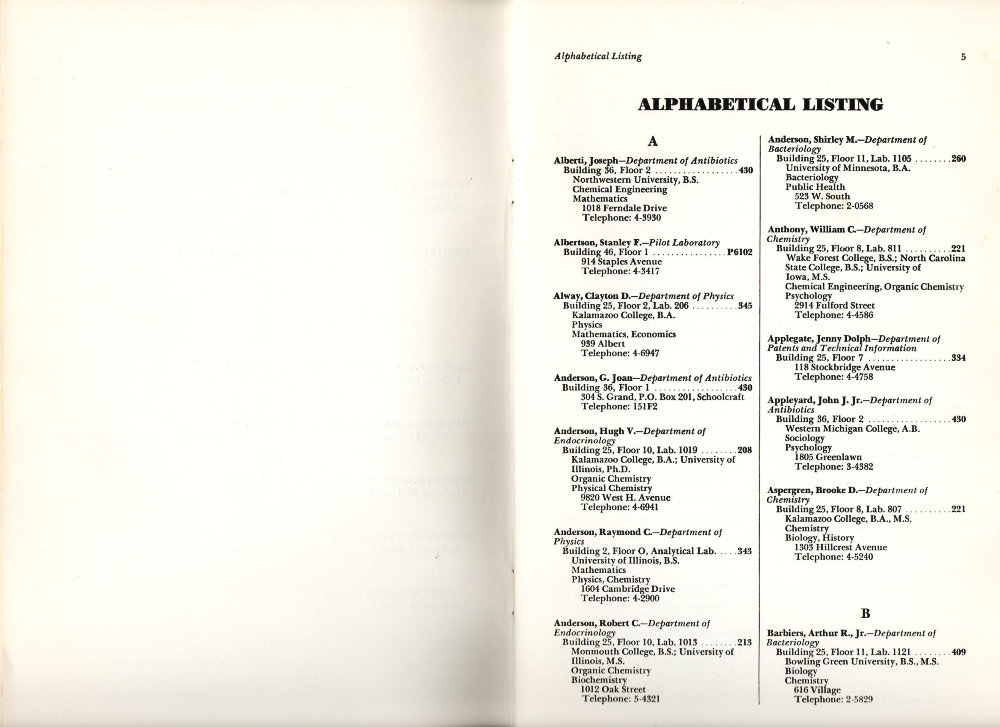 Alphabetical Listing 5
ALPHABETICAL LISTING
A
Alberti, Joseph—Department of Antibiotics
Building 36, Floor 2 . . . . . . . . . . . . . . . . . 430
Northwestern University, B.S.
Chemical Engineering
Mathematics
1018 Ferndale Drive
Telephone: 4-3930
Albertson, Stanley F.—Pilot Laboratory
Building 46, Floor 1 . . . . . . . . . . . . . . . P6102
914 Staples Avenue
Telephone: 4-3417
Alway, Clayton D.—Department of Physics
Building 25, Floor 2, Lab. 206 . . . . . . . . . . 345
Kalamazoo College, B.A.
Physics
Mathematics, Economics
939 Albert
Telephone: 4-6947
Anderson, G. Joan—Department of Antibiotics
Building 36, Floor 1 . . . . . . . . . . . . . . . . . 430
304 S. Grand, P.O. Box 201, Schoolcraft
Telephone: 151F2
Anderson, Hugh V.—Department of
Endocrinology
Building 25, Floor 10, Lab. 1019 . . . . . . . . 208
Kalamazoo College, B.A.; University of
Illinois, Ph.D.
Organic Chemistry
Physical Chemistry
9820 West H. Avenue
Telephone: 4-6941
Anderson, Raymond C.—Department of
Physics
Building 2, Floor O, Analytical Lab. . . . . 343
University of Illinois, B.S.
Mathematics
Physics, Chemistry
1604 Cambridge Drive
Telephone: 4-2900
Anderson, Robert C.—Department of
Endocrinology
Building 25, Floor 10, Lab. 1013 . . . . . . . . 213
Monmouth College, B.S.; University of
Illinois, M.S.
Organic Chemistry
Biochemistry
1012 Oak Street
Telephone: 5-4321
Anderson, Shirley M.—Department of
Bacteriology
Building 25, Floor 11, Lab. 1105 . . . . . . . . 260
University of Minnesota, B.A.
Bacteriology
Public Health
523 W. South
Telephone: 2-0568
Anthony, William C.—Department of
Chemistry
Building 25, Floor 8, Lab. 811 . . . . . . . . . . 221
Wake Forest College, B.S.; North Carolina
State College, B.S.; University of
Iowa, M.S.
Chemical Engineering, Organic Chemistry
Psychology
2914 Fulford Street
Telephone: 4-4586
Applegate, Jenny Dolph—Department of
Patents and Technical Information
Building 25, Floor 7 . . . . . . . . . . . . . . . . . 334
118 Stockbridge Avenue
Telephone: 4-4758
Appleyard, John J. Jr.—Department of
Antibiotics
Building 36, Floor 2 . . . . . . . . . . . . . . . . . 430
Western Michigan College, A.B.
Sociology
Psychology
1805 Greenlawn
Telephone: 3-4382
Aspergren, Brooke D.—Department of
Chemistry
Building 25, Floor 8, Lab. 807 . . . . . . . . . . 221
Kalamazoo College, B.A., M.S.
Chemistry
Biology, History
1303 Hillcrest Avenue
Telephone: 4-5240
B
Barbiers, Arthur R., Jr.—Department of
Bacteriology
Building 25, Floor 11, Lab. 1121 . . . . . . . . 409
Bowling Green University, B.S., M.S.
Biology
Chemistry
616 Village
Telephone: 2-5829